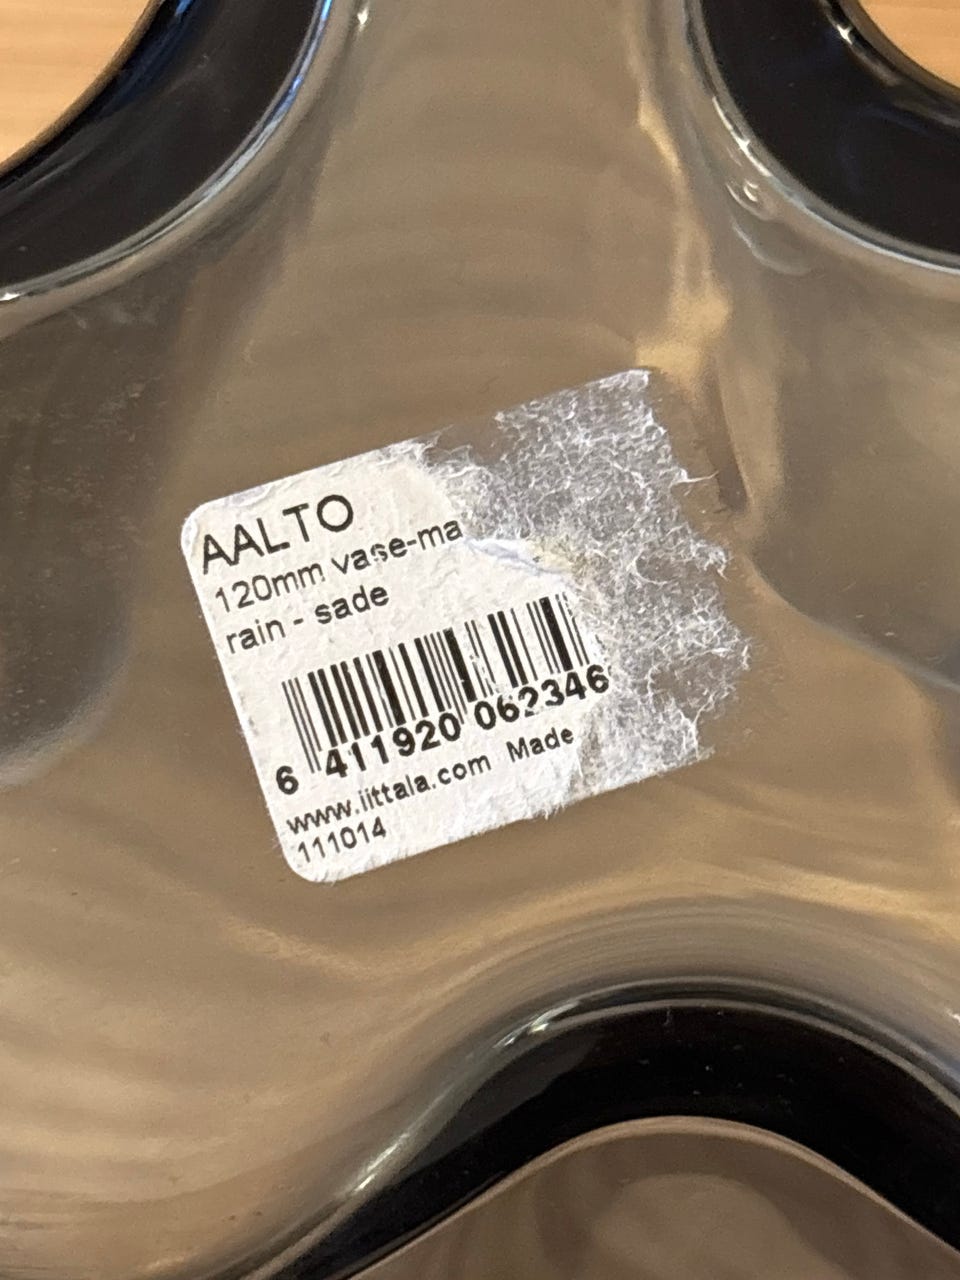 AALTO
120mm vase-ma
rain - sade
6 411920 062346
www.iittala.com Made
111014